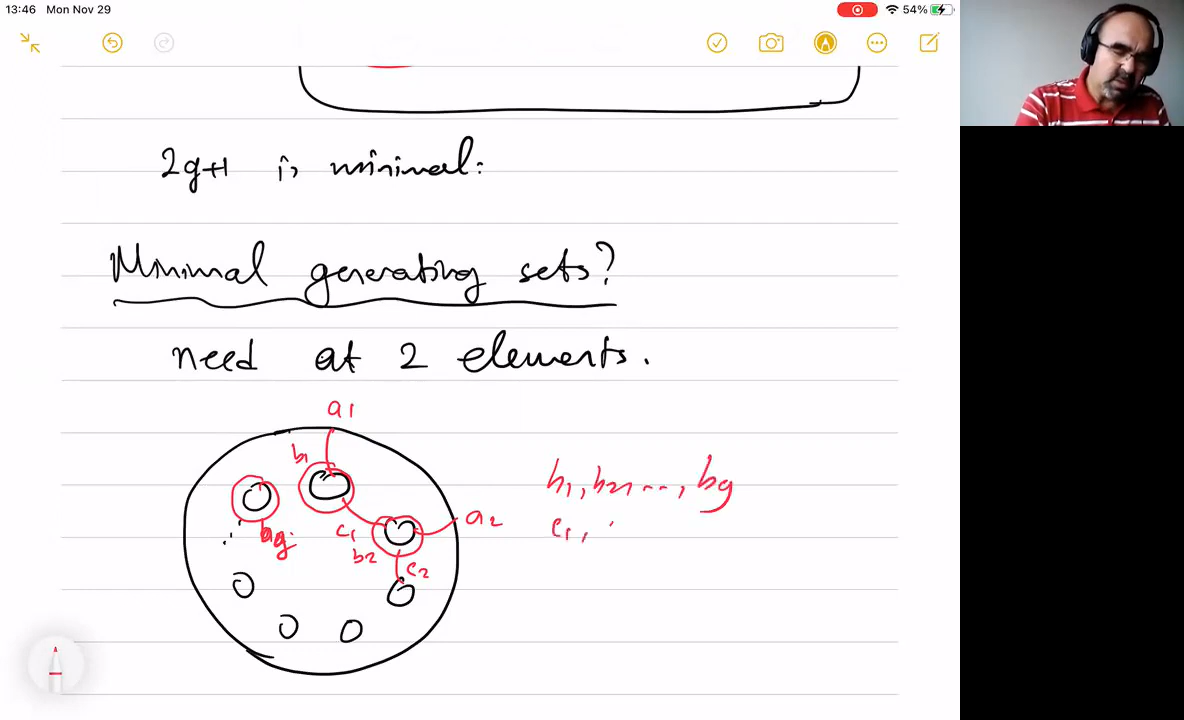 13:46 Mon Nov 29
54%
2g+1 is minimal:
Minimal generating sets?
need at 2 elements.
a1
b1
b1, b2, ..., bg
c1
a2
c1,
bg
b2
c2